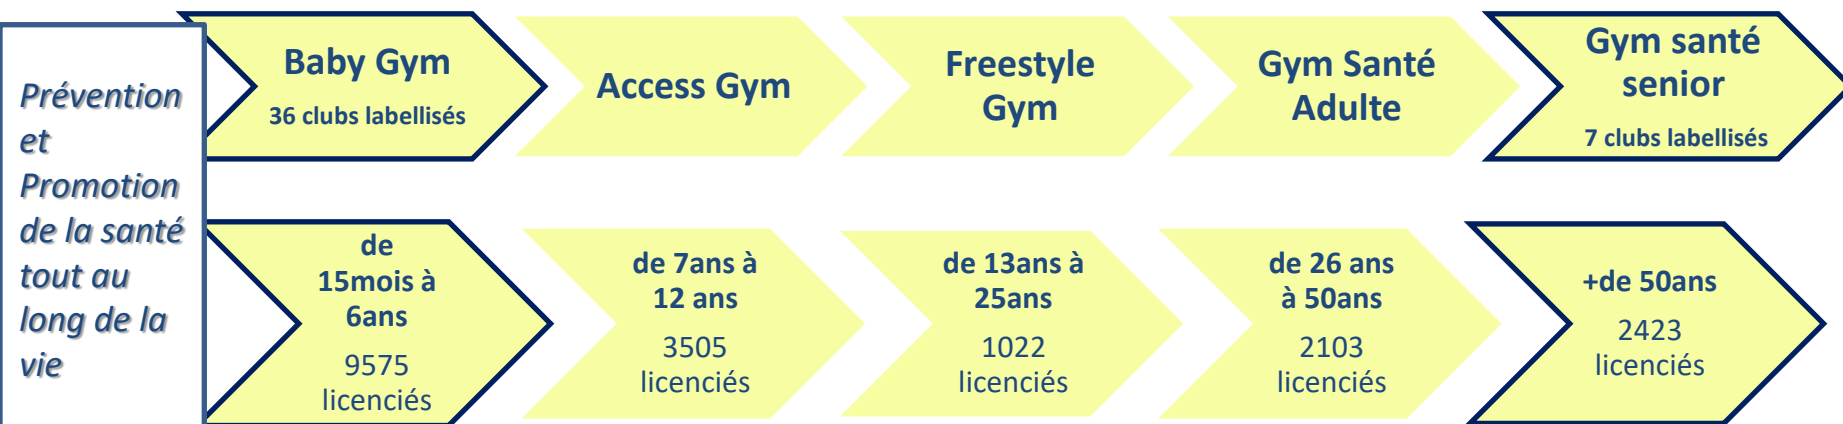 Prévention
et
Promotion
de la santé
tout au
long de la
vie
Baby Gym
36 clubs labellisés
Access Gym
Freestyle
Gym
Gym Santé
Adulte
Gym santé
senior
7 clubs labellisés
de
15mois à
6ans
9575
licenciés
de 7ans à
12 ans
3505
licenciés
de 13ans à
25ans
1022
licenciés
de 26 ans
à 50ans
2103
licenciés
+de 50ans
2423
licenciés